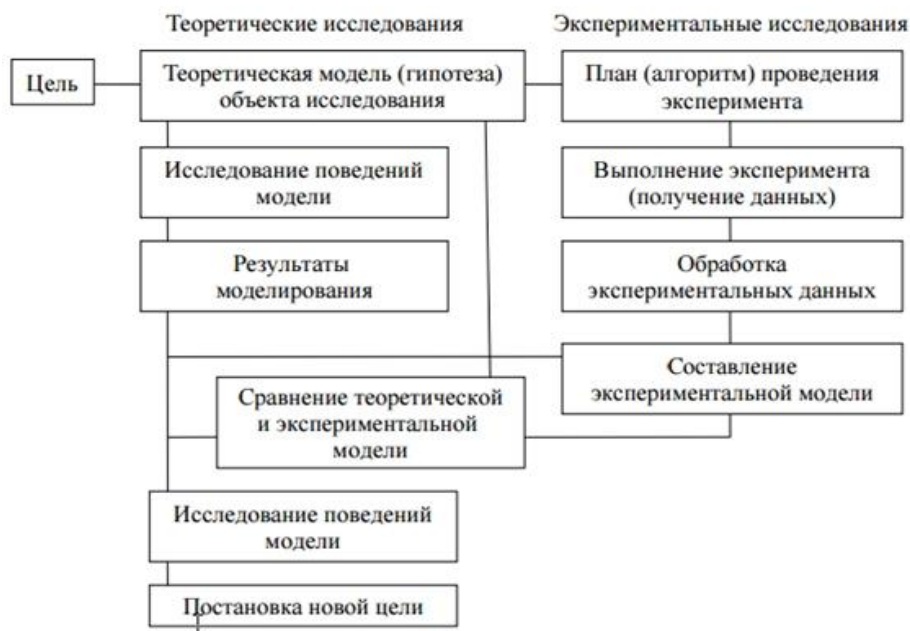 Теоретические исследования
Экспериментальные исследования
Цель
Теоретическая модель (гипотеза)
объекта исследования
План (алгоритм) проведения
эксперимента
Исследование поведений
модели
Выполнение эксперимента
(получение данных)
Результаты
моделирования
Обработка
экспериментальных данных
Составление
экспериментальной модели
Сравнение теоретической
и экспериментальной
модели
Исследование поведений
модели
Постановка новой цели